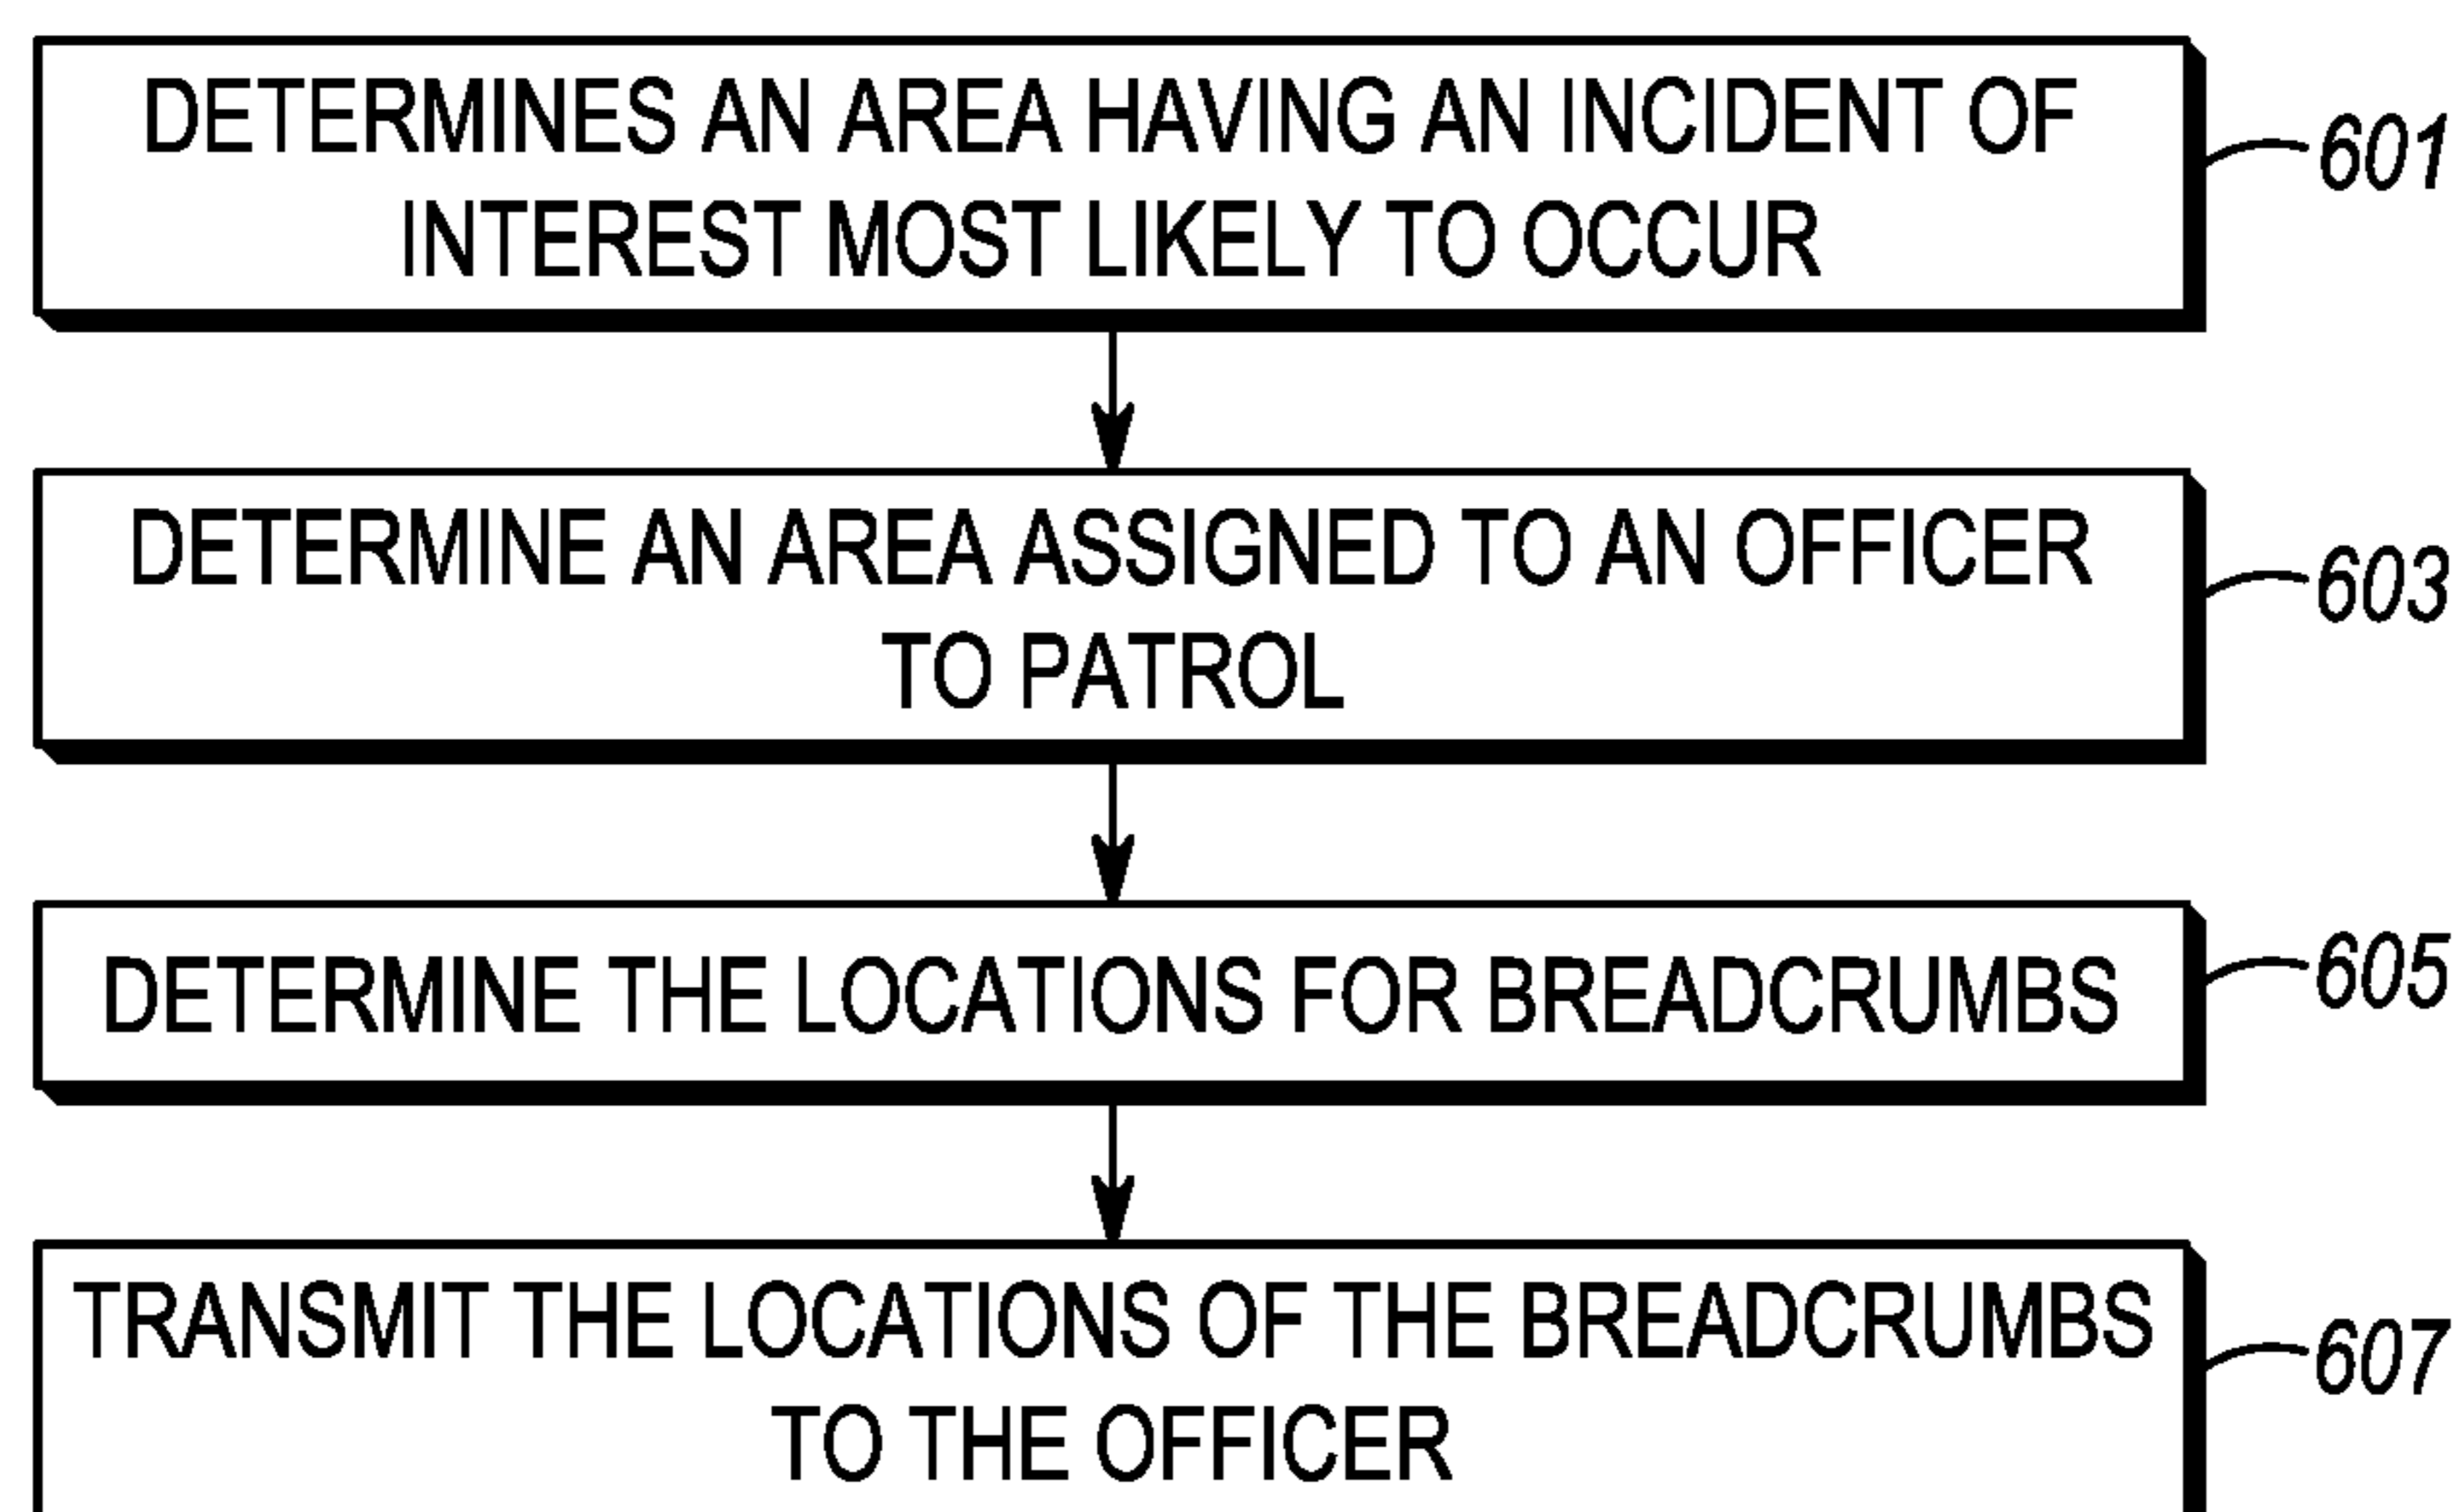 DETERMINES AN AREA HAVING AN INCIDENT OF
INTEREST MOST LIKELY TO OCCUR
601
DETERMINE AN AREA ASSIGNED TO AN OFFICER
TO PATROL
603
DETERMINE THE LOCATIONS FOR BREADCRUMBS
605
TRANSMIT THE LOCATIONS OF THE BREADCRUMBS
TO THE OFFICER
607